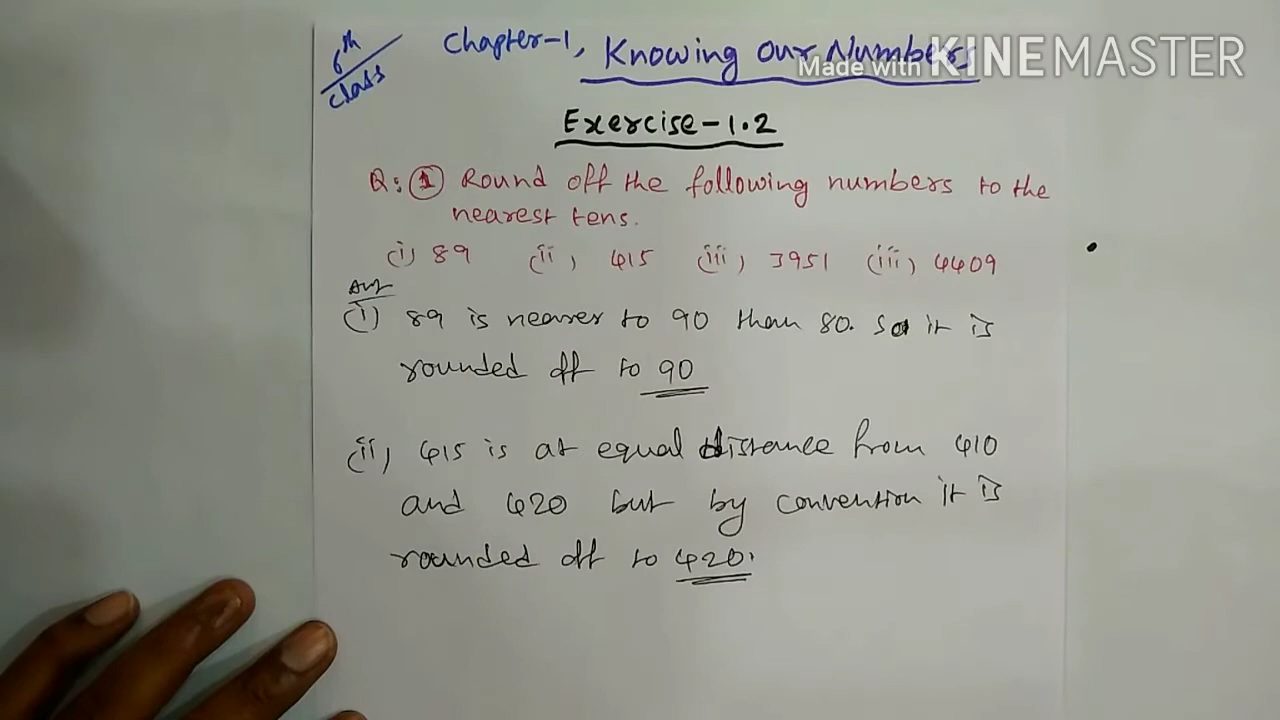 6th class
Chapter-1, Knowing Our Numbers
Made with KINEMASTER
Exercise-1.2
Q: 1 Round off the following numbers to the
nearest tens.
(i) 89 (ii) 415 (iii) 3951 (iii) 4409
Ans
(i) 89 is nearer to 90 than 80. So it is
rounded off to 90
(ii) 415 is at equal distance from 410
and 420 but by convention it is
rounded off to 420.